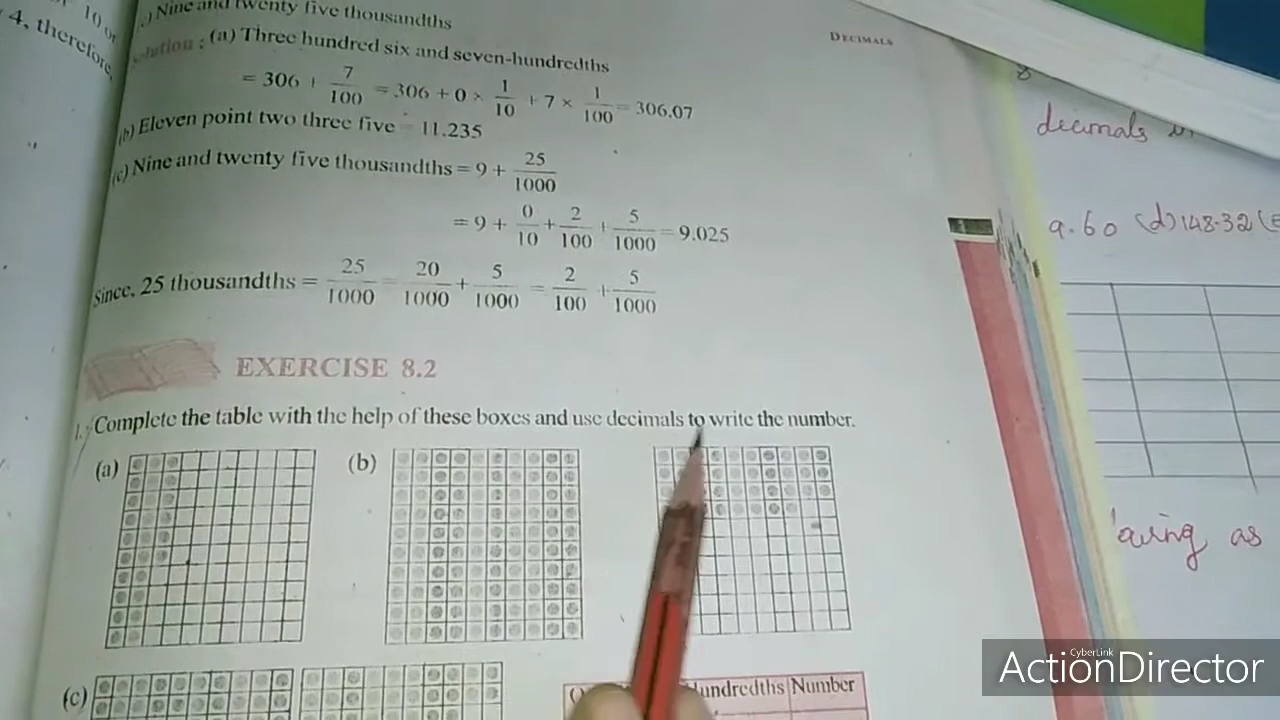 10 or
4, therefore,
(c) Nine and twenty five thousandths
DECIMALS
Solution : (a) Three hundred six and seven-hundredths
= 306 + 7/100 = 306 + 0 × 1/10 + 7 × 1/100 = 306.07
(b) Eleven point two three five = 11.235
(c) Nine and twenty five thousandths = 9 + 25/1000
= 9 + 0/10 + 2/100 + 5/1000 = 9.025
Since, 25 thousandths = 25/1000 = 20/1000 + 5/1000 = 2/100 + 5/1000
EXERCISE 8.2
1. Complete the table with the help of these boxes and use decimals to write the number.
(a)
(b)
(c)
Hundredths Number
8
decimals
9.60 (d) 148.32
as
CyberLink
ActionDirector